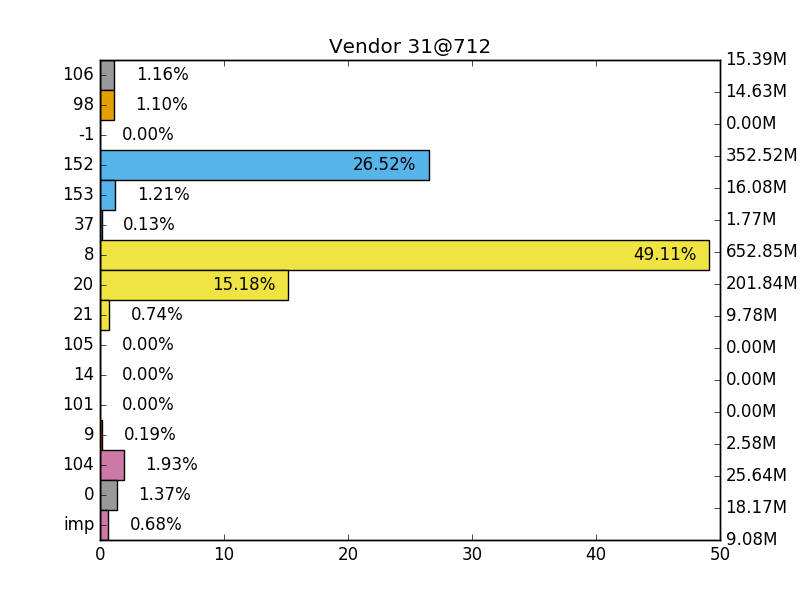 Vendor 31@712
15.39M
106 1.16%
14.63M
98 1.10%
0.00M
-1 0.00%
352.52M
152 26.52%
16.08M
153 1.21%
1.77M
37 0.13%
652.85M
8 49.11%
201.84M
20 15.18%
9.78M
21 0.74%
0.00M
105 0.00%
0.00M
14 0.00%
0.00M
101 0.00%
2.58M
9 0.19%
25.64M
104 1.93%
18.17M
0 1.37%
9.08M
imp 0.68%
0 10 20 30 40 50